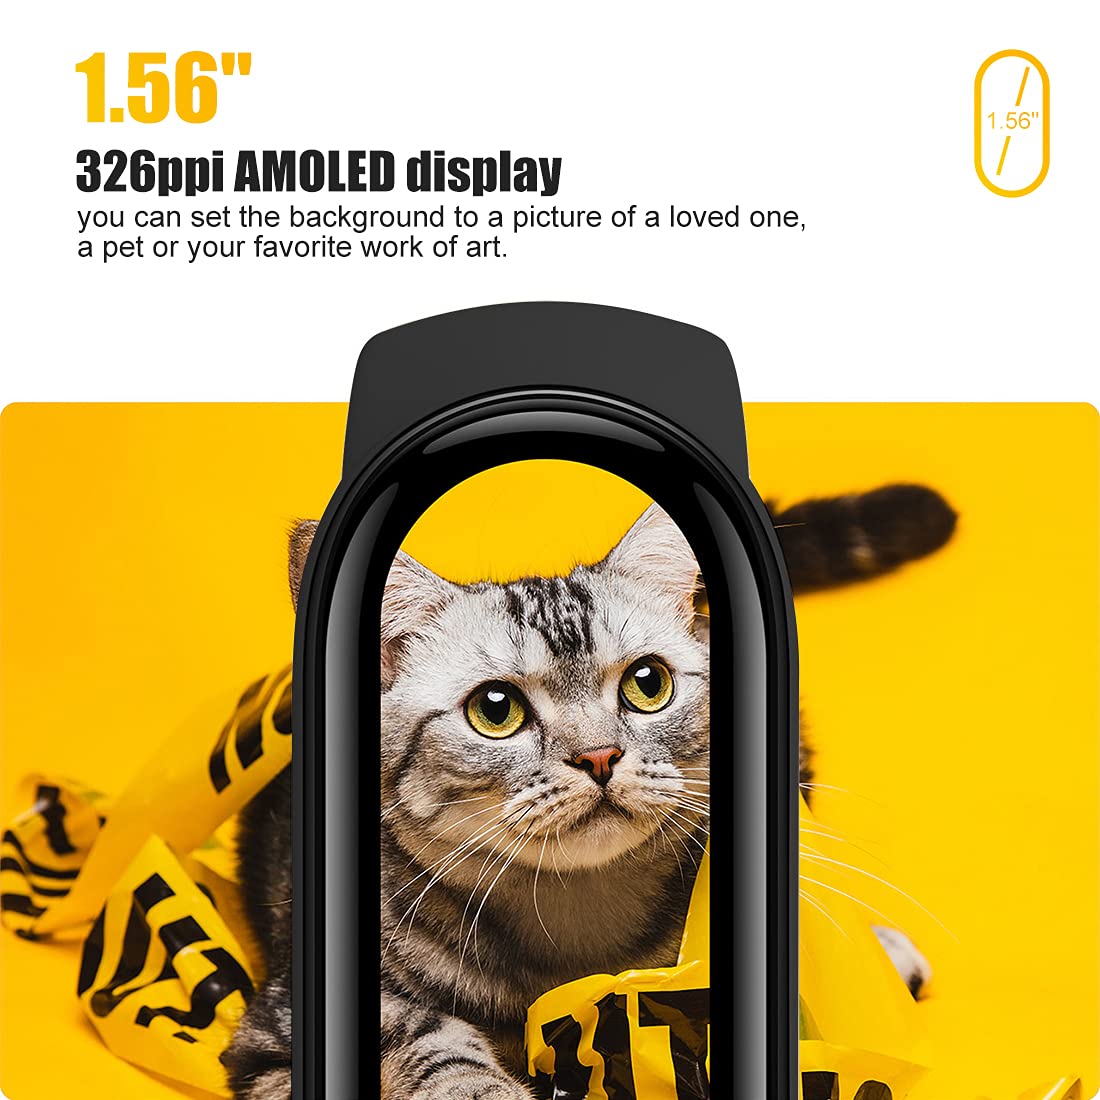 1.56"
1.56"
326ppi AMOLED display
you can set the background to a picture of a loved one,
a pet or your favorite work of art.